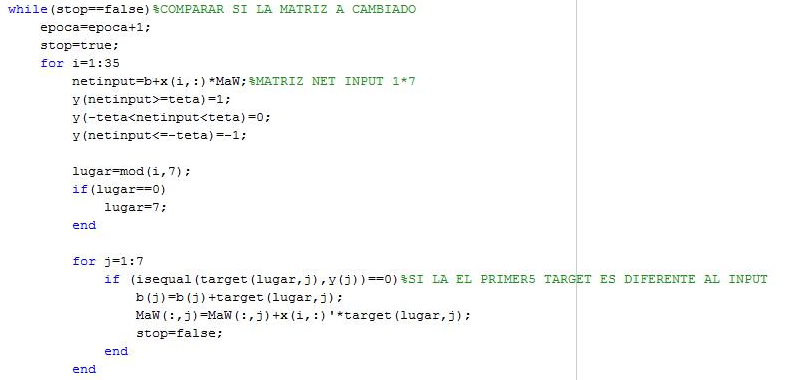 while(stop==false)%COMPARAR SI LA MATRIZ A CAMBIADO
epoca=epoca+1;
stop=true;
for i=1:35
netinput=b+x(i,:)*MaW;%MATRIZ NET INPUT 1*7
y(netinput>=teta)=1;
y(-teta<netinput<teta)=0;
y(netinput<=-teta)=-1;
lugar=mod(i,7);
if(lugar==0)
lugar=7;
end
for j=1:7
if (isequal(target(lugar,j),y(j))==0)%SI LA EL PRIMER5 TARGET ES DIFERENTE AL INPUT
b(j)=b(j)+target(lugar,j);
MaW(:,j)=MaW(:,j)+x(i,:)'*target(lugar,j);
stop=false;
end
end